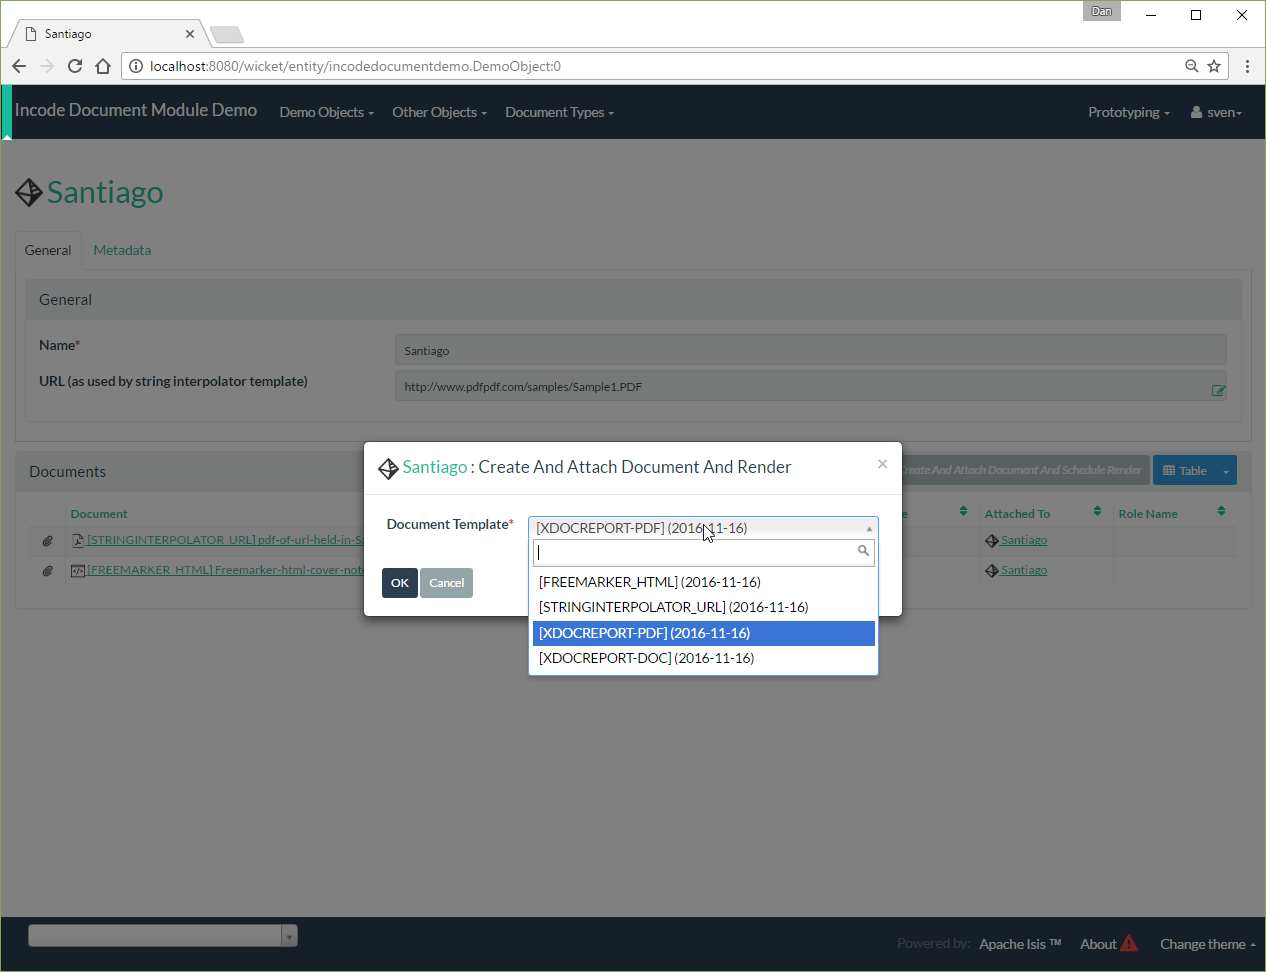 Dan
Santiago
localhost:8080/wicket/entity/incodedocumentdemo.DemoObject:0
Incode Document Module Demo Demo Objects Other Objects Document Types Prototyping sven
Santiago
General Metadata
General
Name* Santiago
URL (as used by string interpolator template) http://www.pdfpdf.com/samples/Sample1.PDF
Documents Create And Attach Document And Schedule Render Table
Document Attached To Role Name
[STRINGINTERPOLATOR_URL] pdf-of-url-held-in-S Santiago
[FREEMARKER_HTML] Freemarker-html-cover-note Santiago
Santiago : Create And Attach Document And Render ×
Document Template* [XDOCREPORT-PDF] (2016-11-16)
[FREEMARKER_HTML] (2016-11-16)
[STRINGINTERPOLATOR_URL] (2016-11-16)
[XDOCREPORT-PDF] (2016-11-16)
[XDOCREPORT-DOC] (2016-11-16)
OK Cancel
Powered by: Apache Isis ™ About Change theme